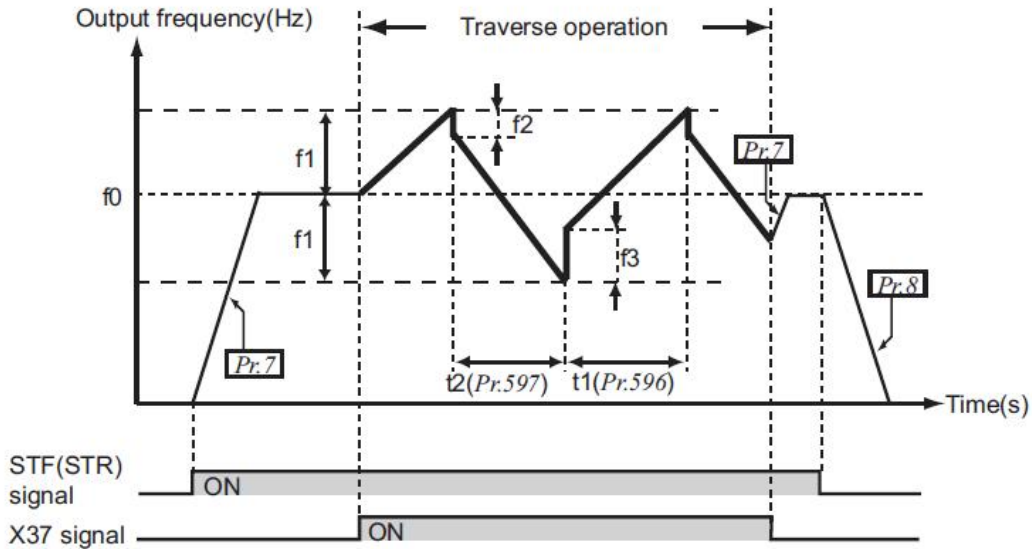 Output frequency(Hz)
Traverse operation
f2
f1
Pr.7
f0
f1
f3
Pr.8
Pr.7
t2(Pr.597)
t1(Pr.596)
Time(s)
STF(STR)
signal
ON
X37 signal
ON